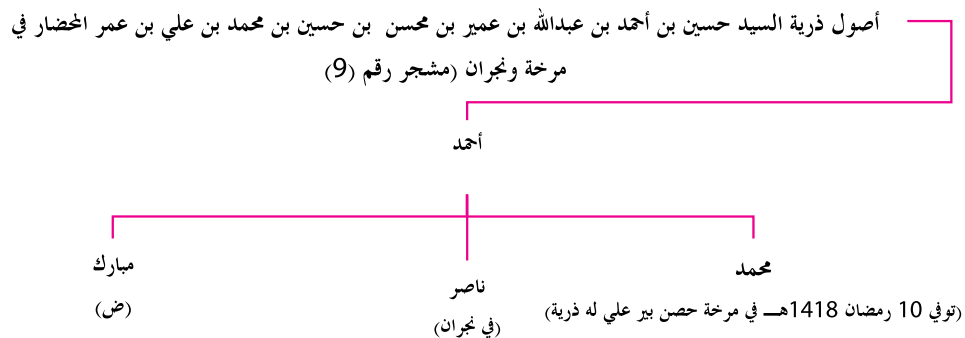 أصول ذرية السيد حسين بن أحمد بن عبدالله بن عمير بن محسن بن حسين بن محمد بن علي بن عمر المحضار في
مرخة ونجران (مشجر رقم (9)
أحمد
محمد
(توفي 10 رمضان 1418هـ في مرخة حصن بير علي له ذرية)
ناصر
(في نجران)
مبارك
(ض)